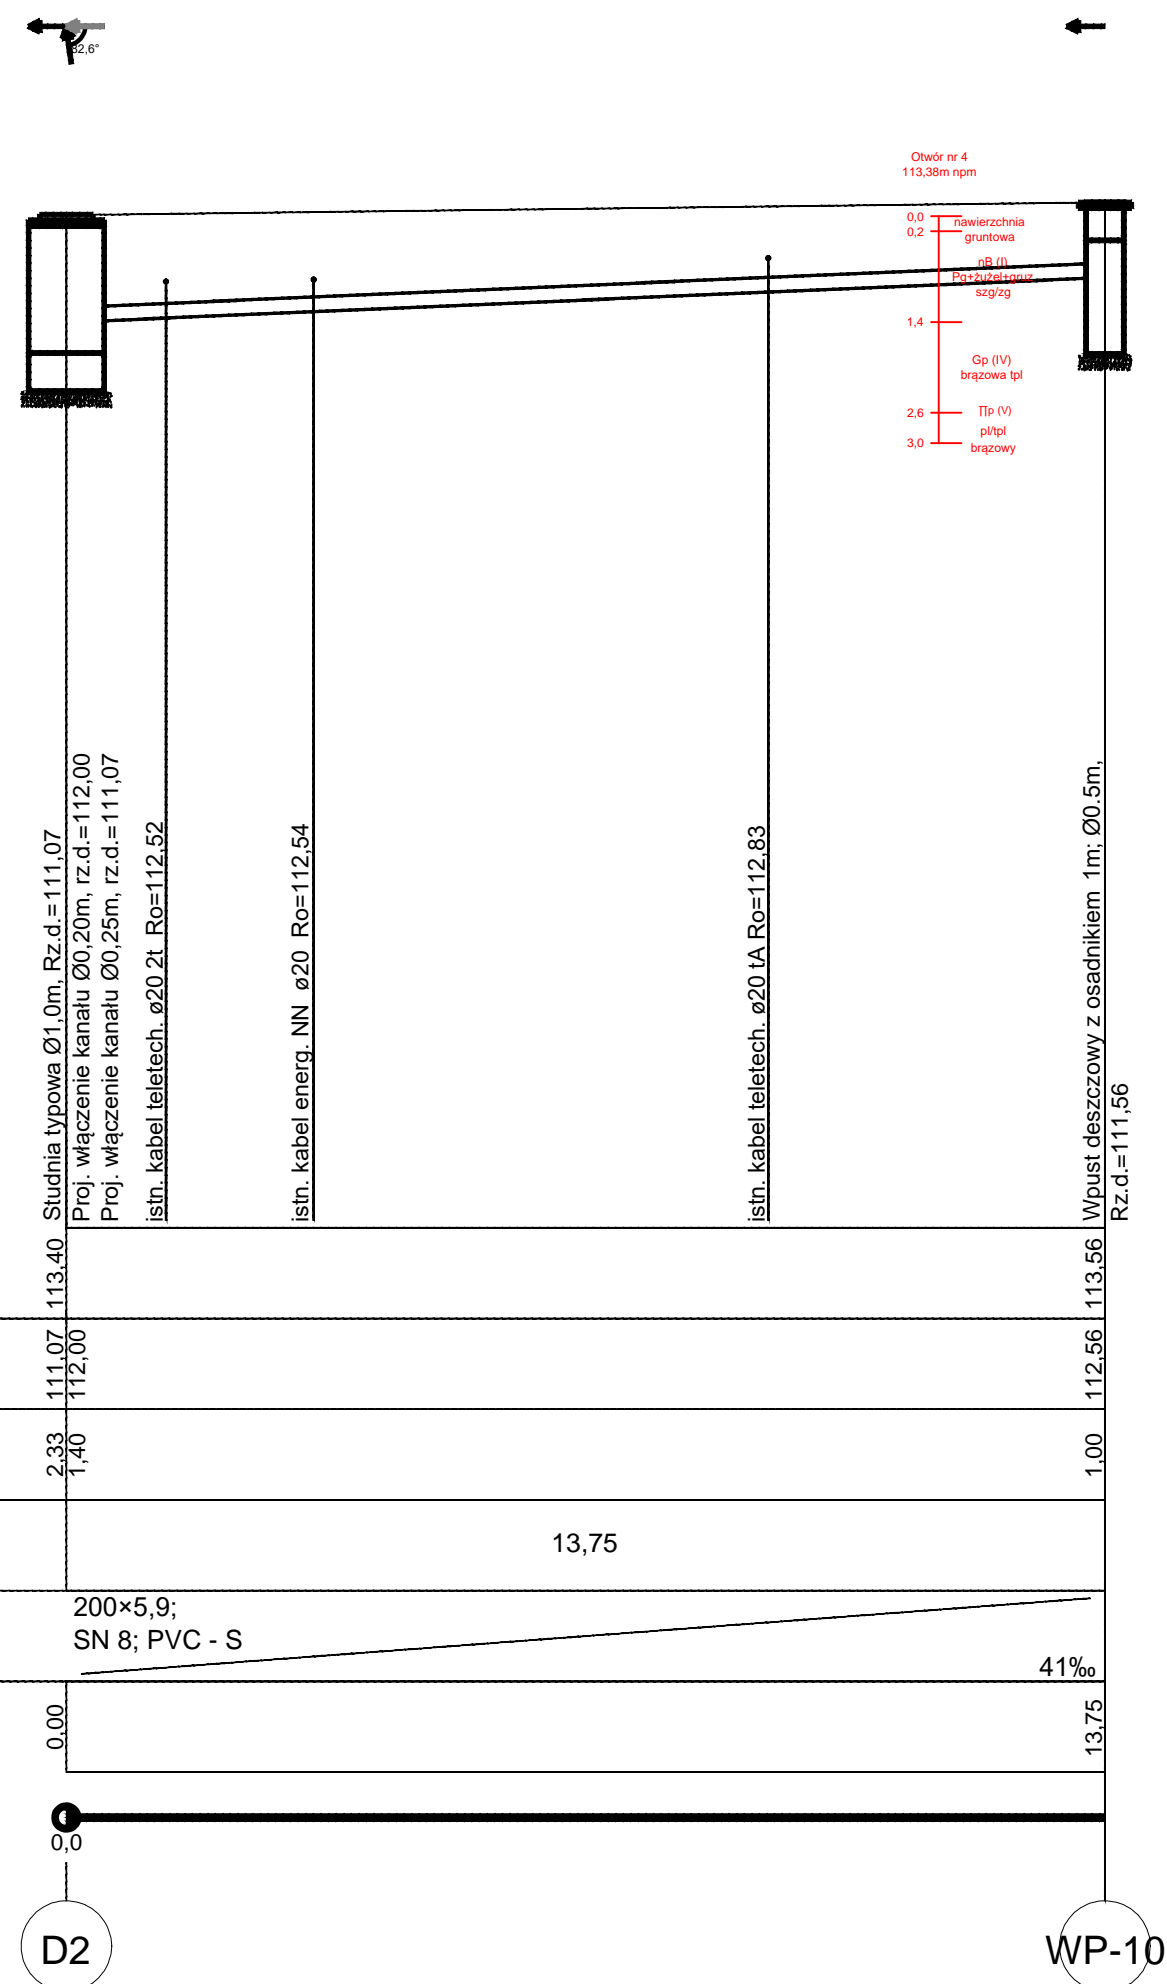 82,6°
Otwór nr 4
113,38m npm
0,0
nawierzchnia
0,2
gruntowa
nB (I)
Pg+żużel+gruz
szg/zg
1,4
Gp (IV)
brązowa tpl
2,6
∏p (V)
pl/tpl
3,0
brązowy
Studnia typowa Ø1,0m, Rz.d.=111,07
Proj. włączenie kanału Ø0,20m, rz.d.=112,00
Proj. włączenie kanału Ø0,25m, rz.d.=111,07
istn. kabel teletech. ø20 2t Ro=112,52
istn. kabel energ. NN ø20 Ro=112,54
istn. kabel teletech. ø20 tA Ro=112,83
Wpust deszczowy z osadnikiem 1m; Ø0.5m,
Rz.d.=111,56
113,40
113,56
111,07
112,00
112,56
2,33
1,40
1,00
13,75
200×5,9;
SN 8; PVC - S
41‰
0,00
13,75
0,0
D2
WP-10